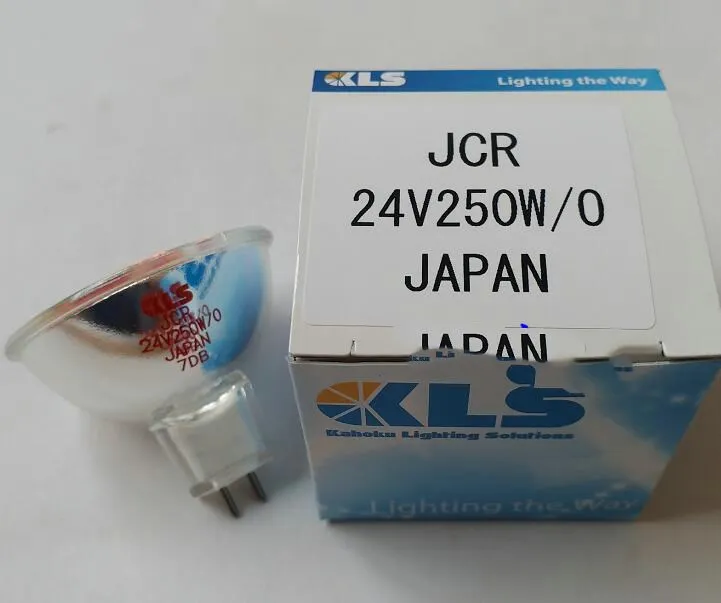 KLS
Lighting the Way
JCR
24V250W/0
JAPAN
JAPAN
KLS
Kahoku Lighting Solutions
Lighting the Way
KLS
JCR
24V250W/0
JAPAN
7DB